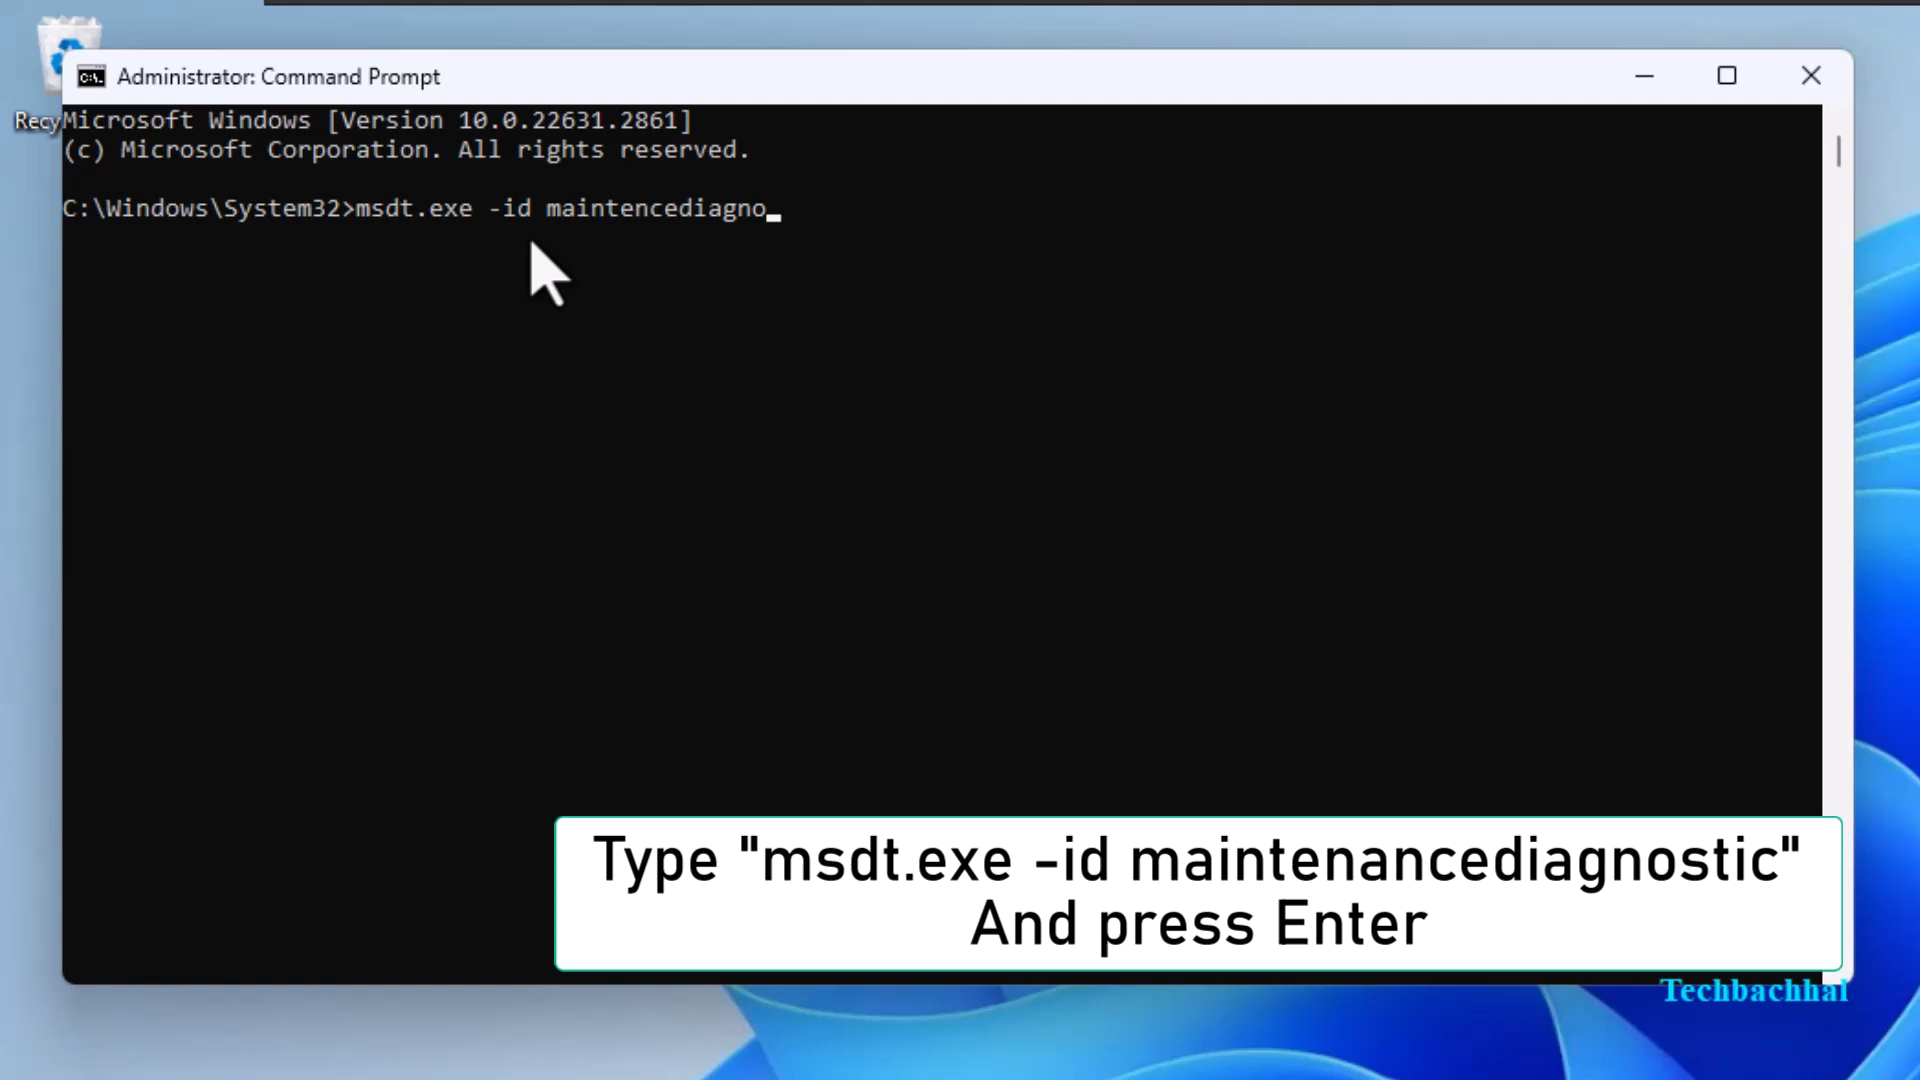 Administrator: Command Prompt
Recy
Microsoft Windows [Version 10.0.22631.2861]
(c) Microsoft Corporation. All rights reserved.
C:\Windows\System32>msdt.exe -id maintencediagno_
Type "msdt.exe -id maintenancediagnostic"
And press Enter
Techbachhal